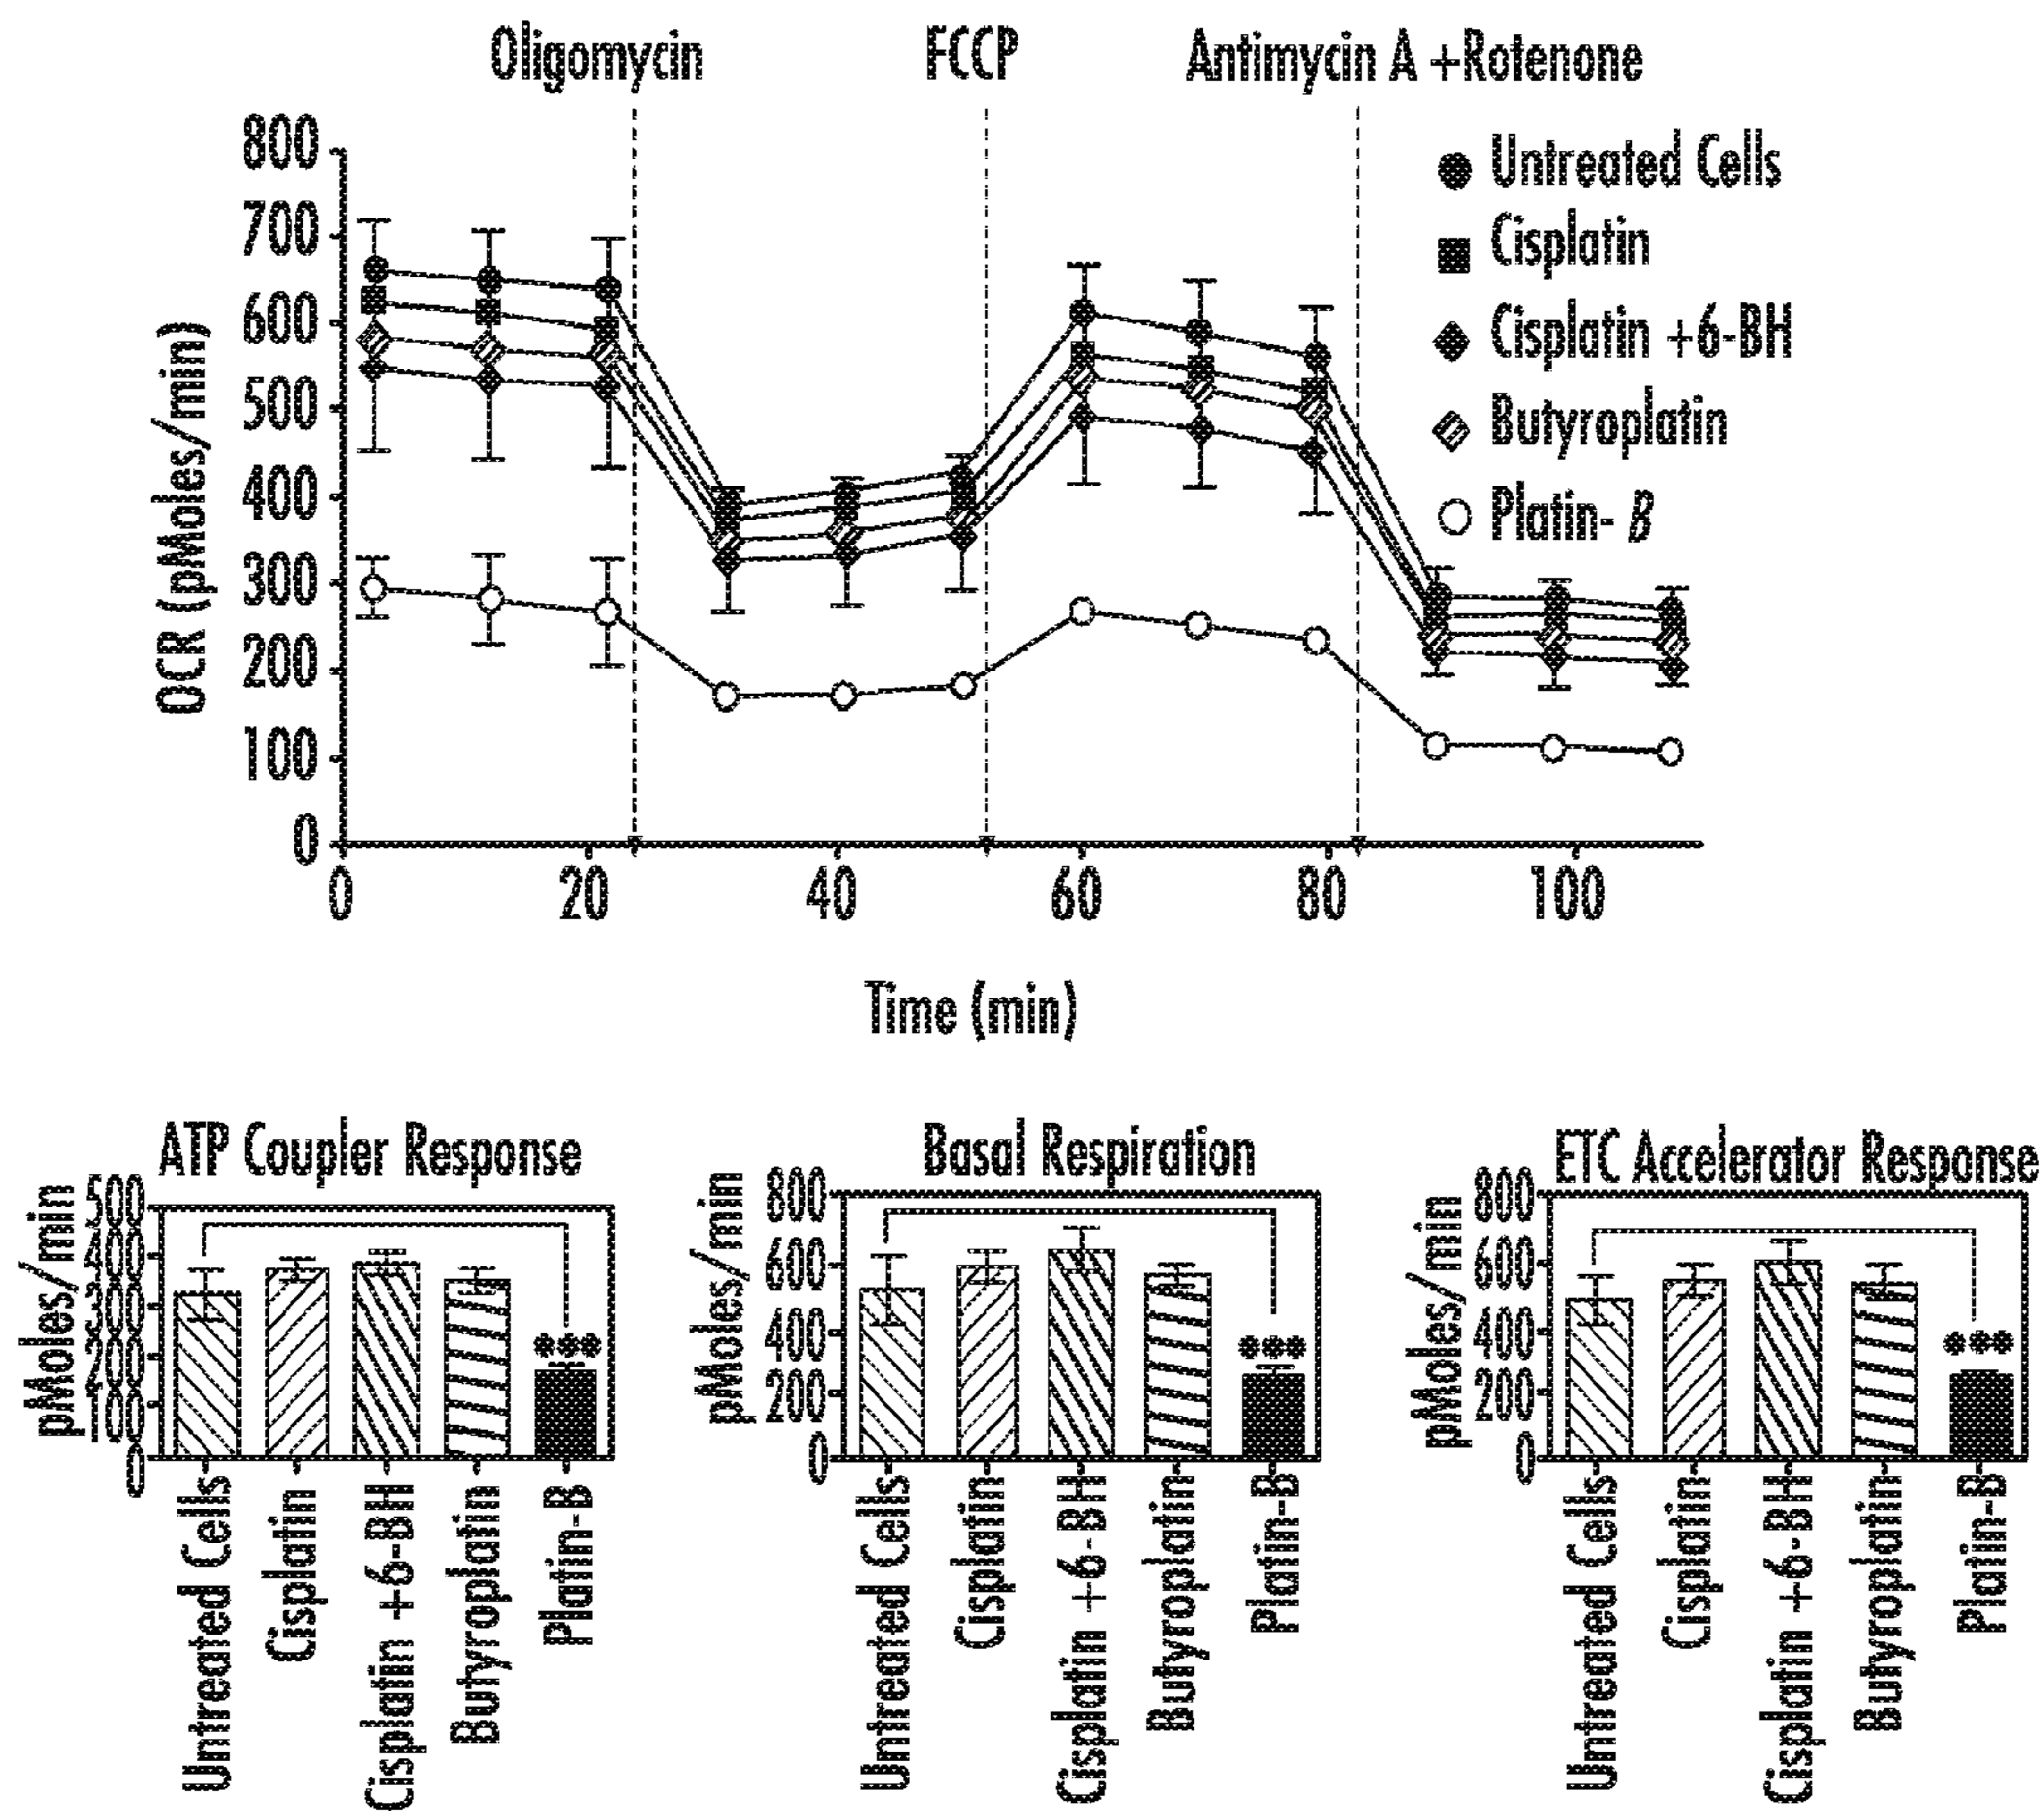 Oligomycin FCCP Antimycin A +Rotenone
800
700
600
500
400
300
200
100
0
OCR (pMoles/min)
Untreated Cells
Cisplatin
Cisplatin +6-BH
Butyroplatin
Platin- B
0 20 40 60 80 100
Time (min)
ATP Coupler Response
pMoles/min
500
400
300
200
100
0
***
Untreated Cells
Cisplatin
Cisplatin +6-BH
Butyroplatin
Platin-B
Basal Respiration
pMoles/min
800
600
400
200
0
***
Untreated Cells
Cisplatin
Cisplatin +6-BH
Butyroplatin
Platin-B
ETC Accelerator Response
pMoles/min
800
600
400
200
0
***
Untreated Cells
Cisplatin
Cisplatin +6-BH
Butyroplatin
Platin-B